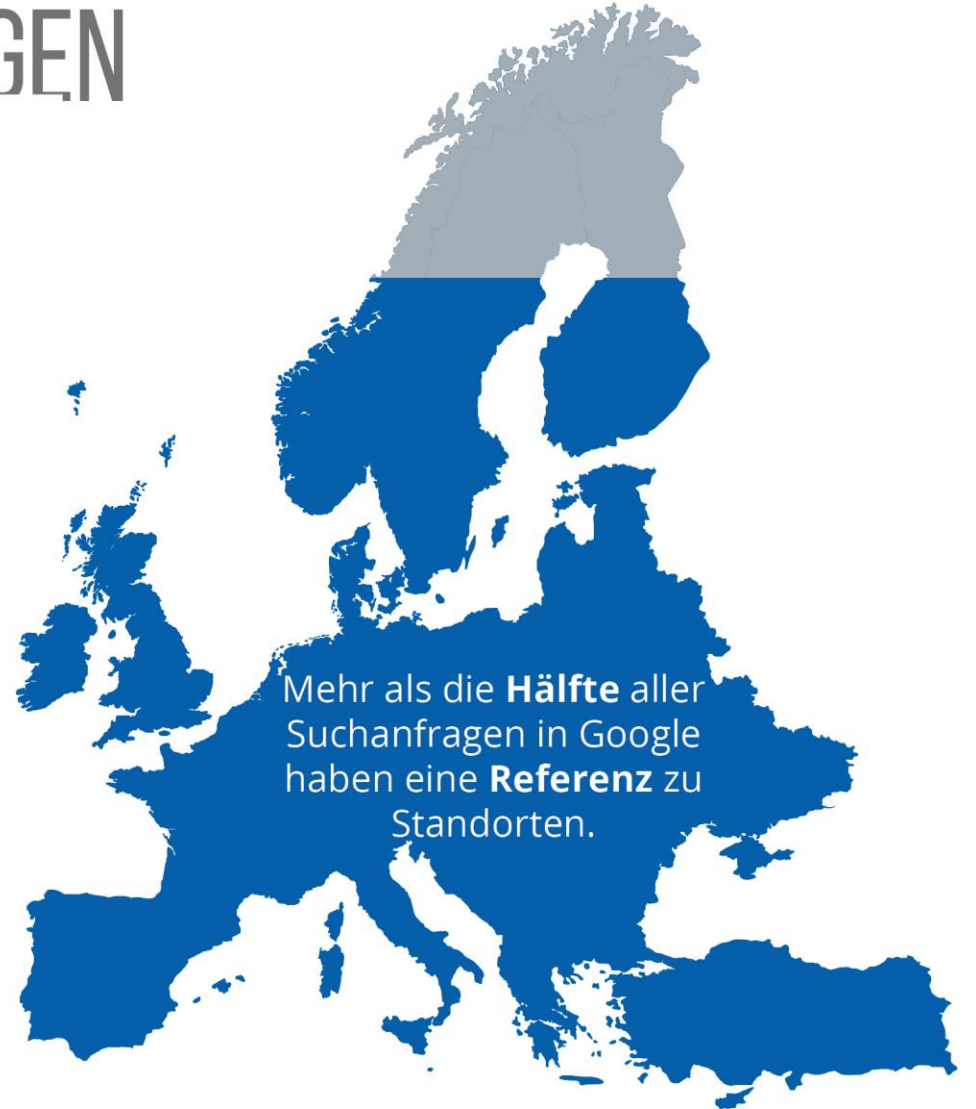 GEN
Mehr als die Hälfte aller
Suchanfragen in Google
haben eine Referenz zu
Standorten.